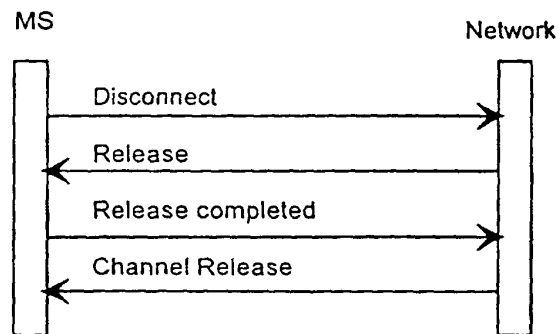 MS
Network
Disconnect
Release
Release completed
Channel Release